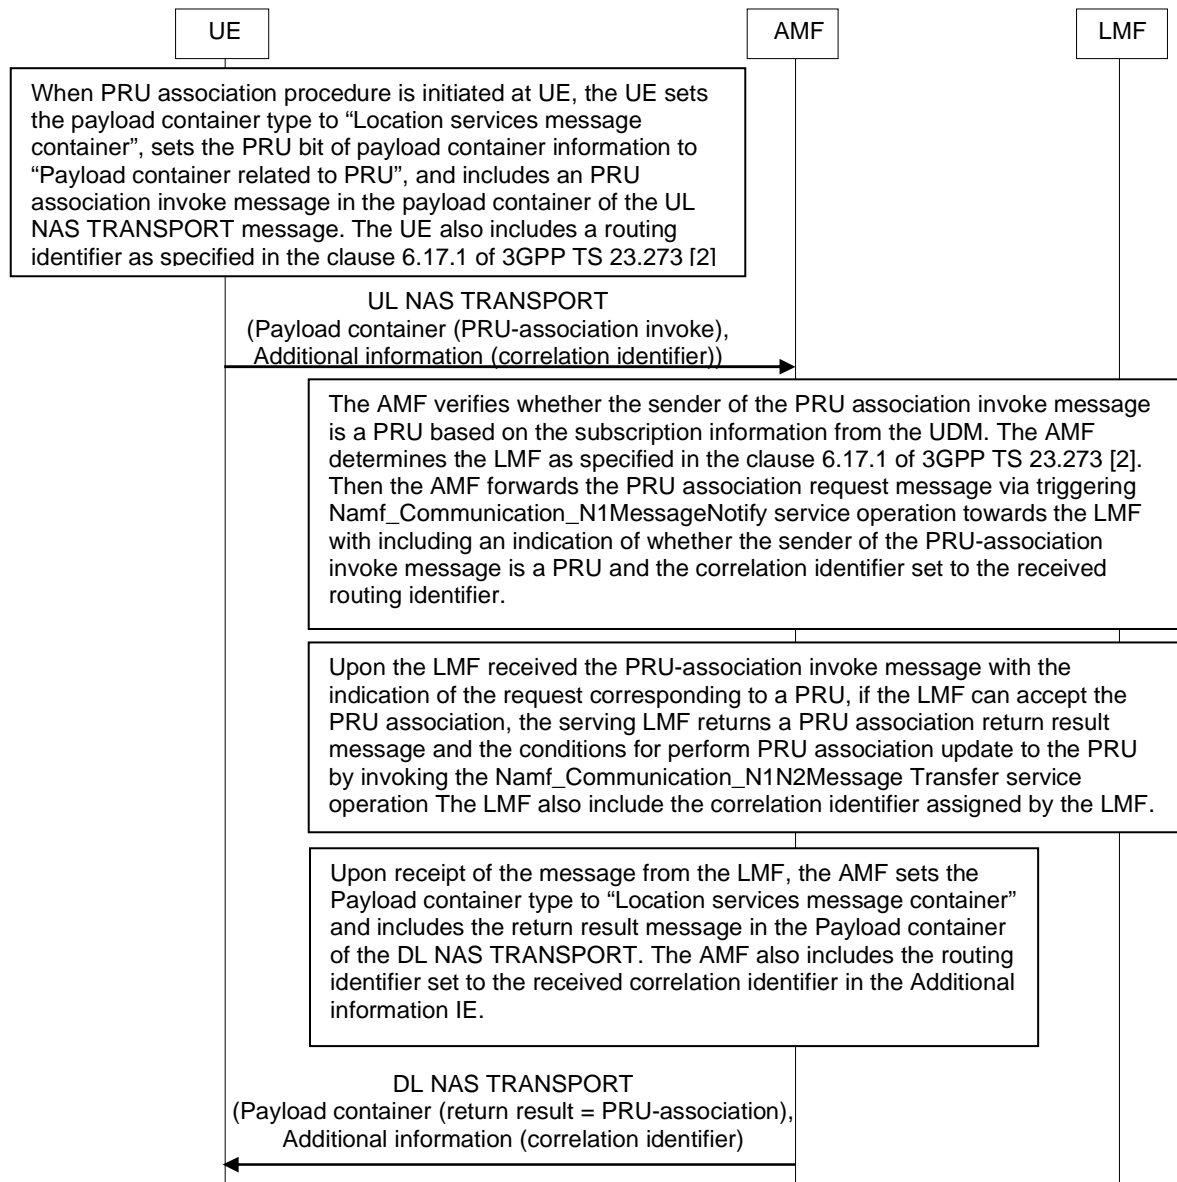 UE
AMF
LMF
When PRU association procedure is initiated at UE, the UE sets
the payload container type to “Location services message
container”, sets the PRU bit of payload container information to
“Payload container related to PRU”, and includes an PRU
association invoke message in the payload container of the UL
NAS TRANSPORT message. The UE also includes a routing
identifier as specified in the clause 6.17.1 of 3GPP TS 23.273 [2]
UL NAS TRANSPORT
(Payload container (PRU-association invoke),
Additional information (correlation identifier))
The AMF verifies whether the sender of the PRU association invoke message
is a PRU based on the subscription information from the UDM. The AMF
determines the LMF as specified in the clause 6.17.1 of 3GPP TS 23.273 [2].
Then the AMF forwards the PRU association request message via triggering
Namf_Communication_N1MessageNotify service operation towards the LMF
with including an indication of whether the sender of the PRU-association
invoke message is a PRU and the correlation identifier set to the received
routing identifier.
Upon the LMF received the PRU-association invoke message with the
indication of the request corresponding to a PRU, if the LMF can accept the
PRU association, the serving LMF returns a PRU association return result
message and the conditions for perform PRU association update to the PRU
by invoking the Namf_Communication_N1N2Message Transfer service
operation The LMF also include the correlation identifier assigned by the LMF.
Upon receipt of the message from the LMF, the AMF sets the
Payload container type to “Location services message container”
and includes the return result message in the Payload container
of the DL NAS TRANSPORT. The AMF also includes the routing
identifier set to the received correlation identifier in the Additional
information IE.
DL NAS TRANSPORT
(Payload container (return result = PRU-association),
Additional information (correlation identifier)